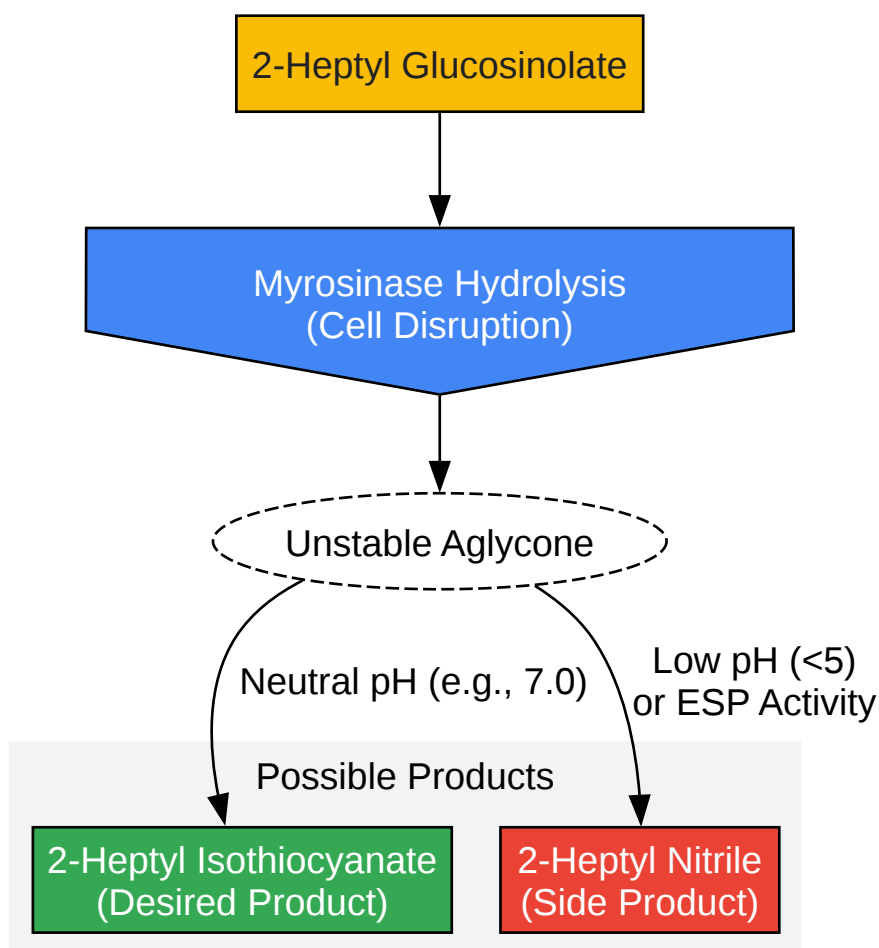 2-Heptyl Glucosinolate
Myrosinase Hydrolysis
(Cell Disruption)
Unstable Aglycone
Neutral pH (e.g., 7.0)
Low pH (<5)
or ESP Activity
Possible Products
2-Heptyl Isothiocyanate
(Desired Product)
2-Heptyl Nitrile
(Side Product)